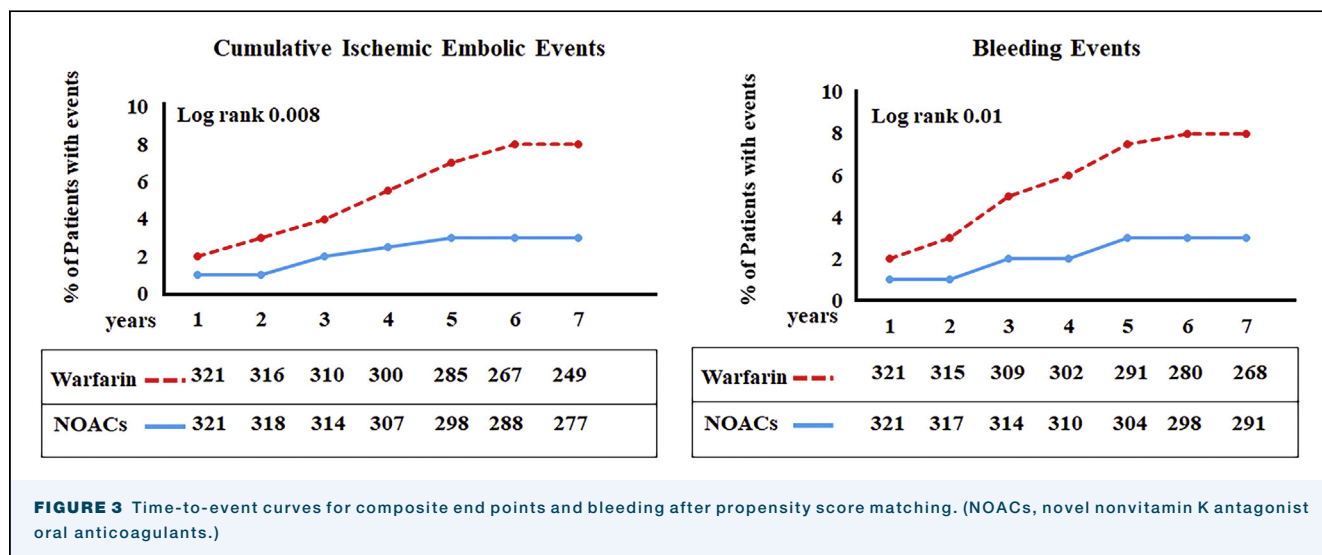 Cumulative Ischemic Embolic Events
% of Patients with events
10
8
6
4
2
0
Log rank 0.008
years 1 2 3 4 5 6 7
Warfarin 321 316 310 300 285 267 249
NOACs 321 318 314 307 298 288 277
Bleeding Events
% of Patients with events
10
8
6
4
2
0
Log rank 0.01
years 1 2 3 4 5 6 7
Warfarin 321 315 309 302 291 280 268
NOACs 321 317 314 310 304 298 291
FIGURE 3 Time-to-event curves for composite end points and bleeding after propensity score matching. (NOACs, novel nonvitamin K antagonist
oral anticoagulants.)